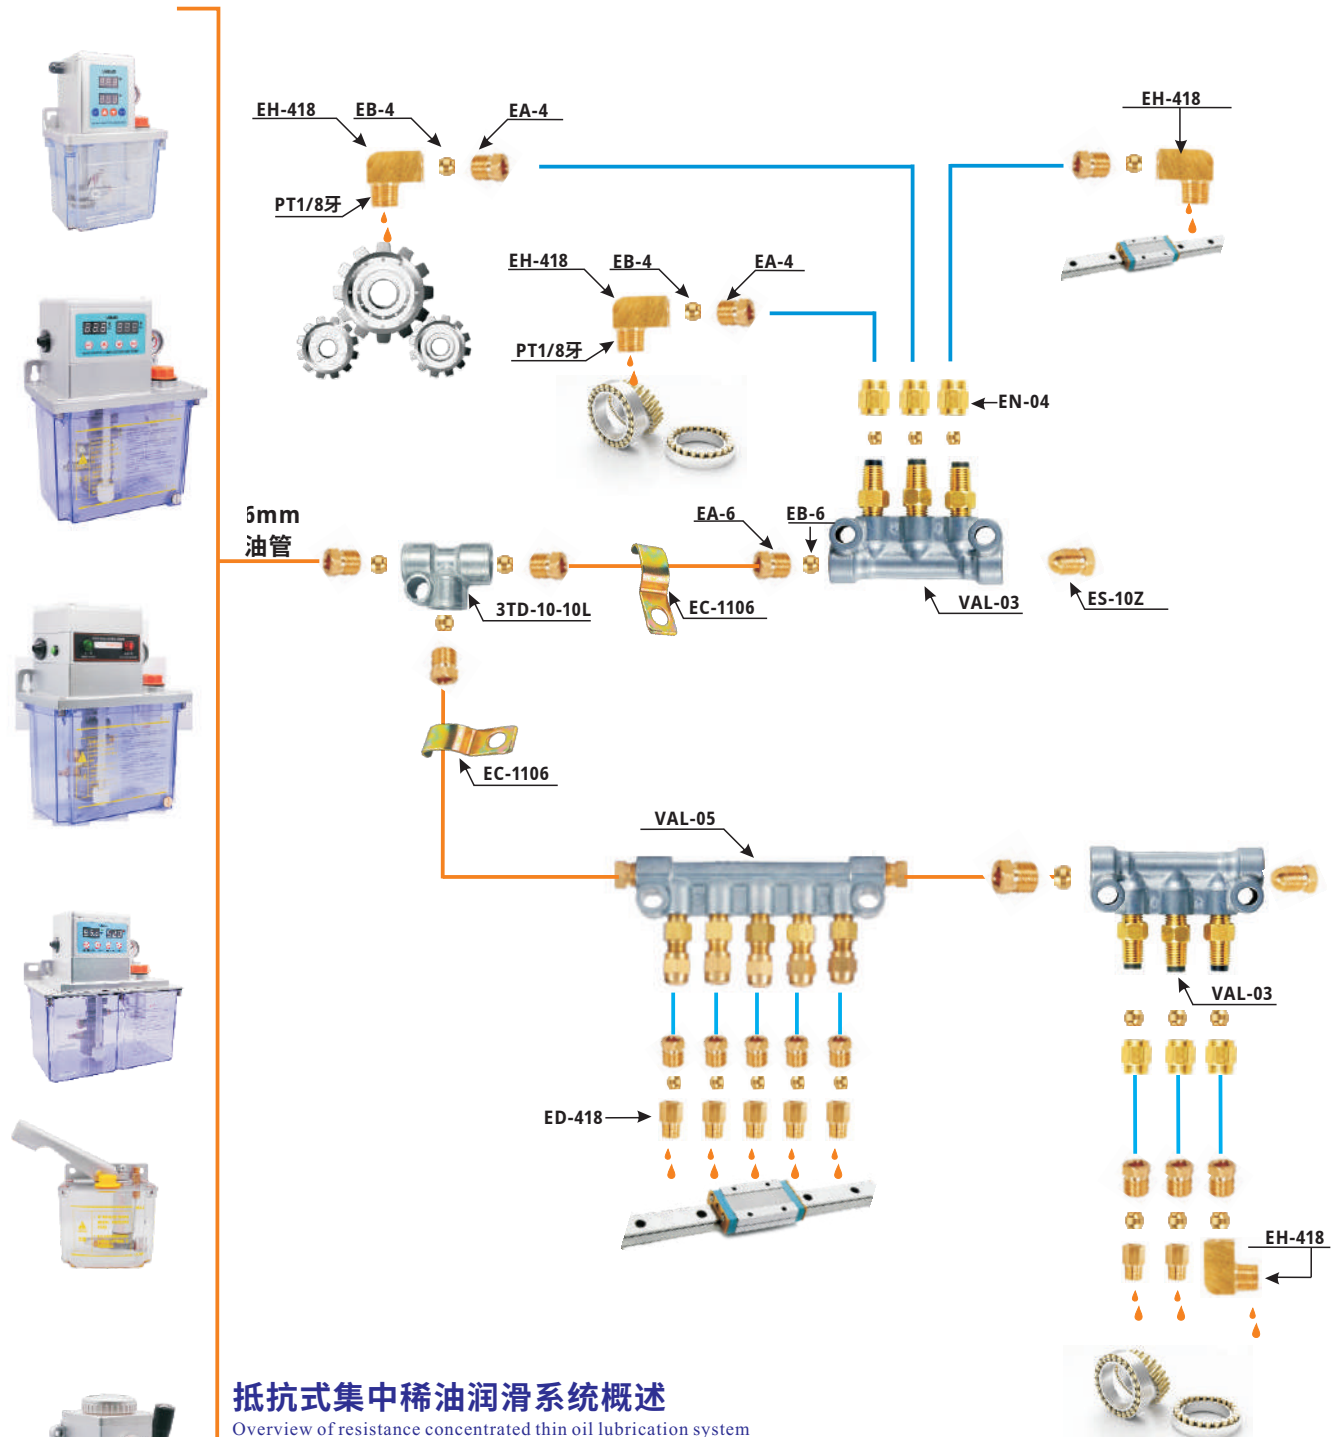 EH-418
EB-4
EA-4
EH-418
PT1/8牙
EH-418
EB-4
EA-4
PT1/8牙
EN-04
6mm
油管
EA-6
EB-6
3TD-10-10L
EC-1106
VAL-03
ES-10Z
EC-1106
VAL-05
VAL-03
ED-418
EH-418
抵抗式集中稀油润滑系统概述
Overview of resistance concentrated thin oil lubrication system